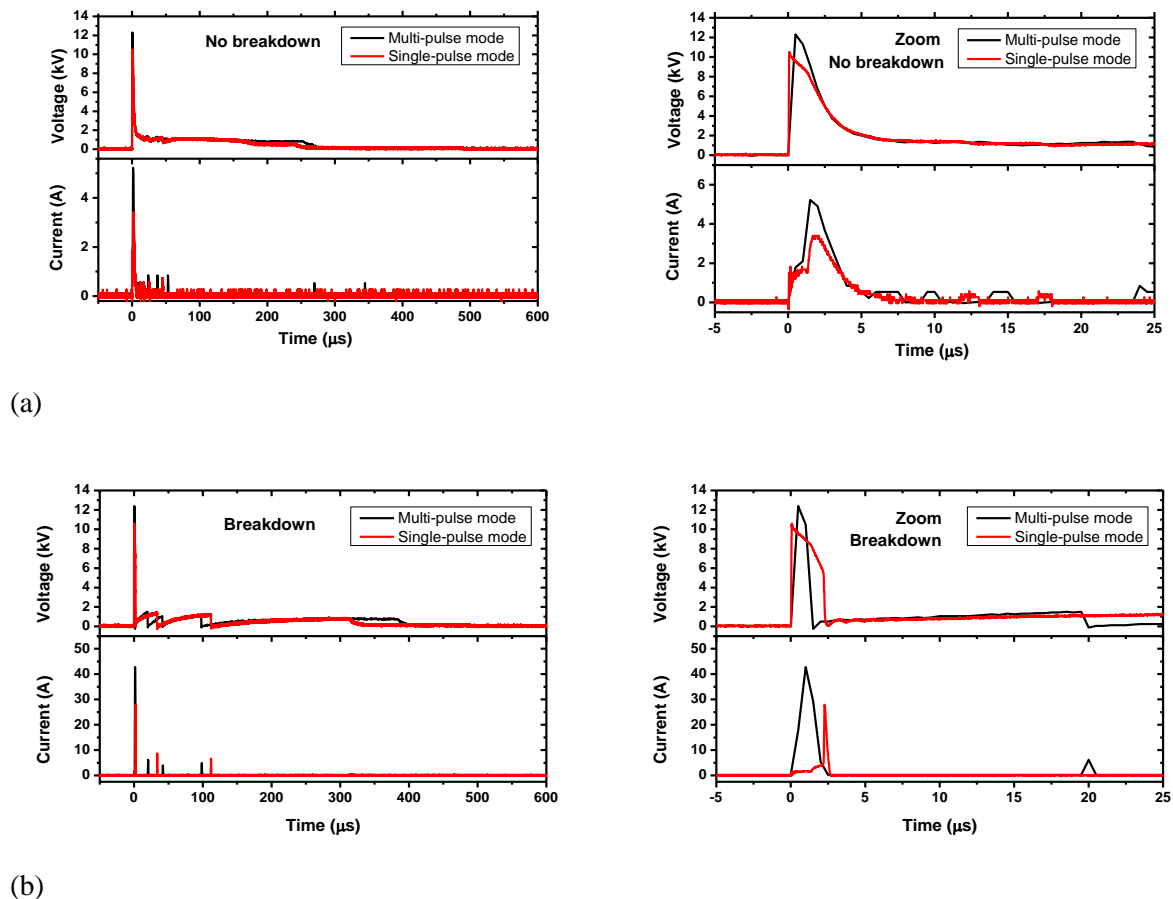 No breakdown
Multi-pulse mode
Single-pulse mode
Voltage (kV)
14
12
10
8
6
4
2
0
Current (A)
4
2
0
0 100 200 300 400 500 600
Time (μs)
Zoom
No breakdown
Multi-pulse mode
Single-pulse mode
Voltage (kV)
14
12
10
8
6
4
2
0
Current (A)
6
4
2
0
-5 0 5 10 15 20 25
Time (μs)
(a)
Breakdown
Multi-pulse mode
Single-pulse mode
Voltage (kV)
14
12
10
8
6
4
2
0
Current (A)
50
40
30
20
10
0
0 100 200 300 400 500 600
Time (μs)
Zoom
Breakdown
Multi-pulse mode
Single-pulse mode
Voltage (kV)
14
12
10
8
6
4
2
0
Current (A)
50
40
30
20
10
0
-5 0 5 10 15 20 25
Time (μs)
(b)